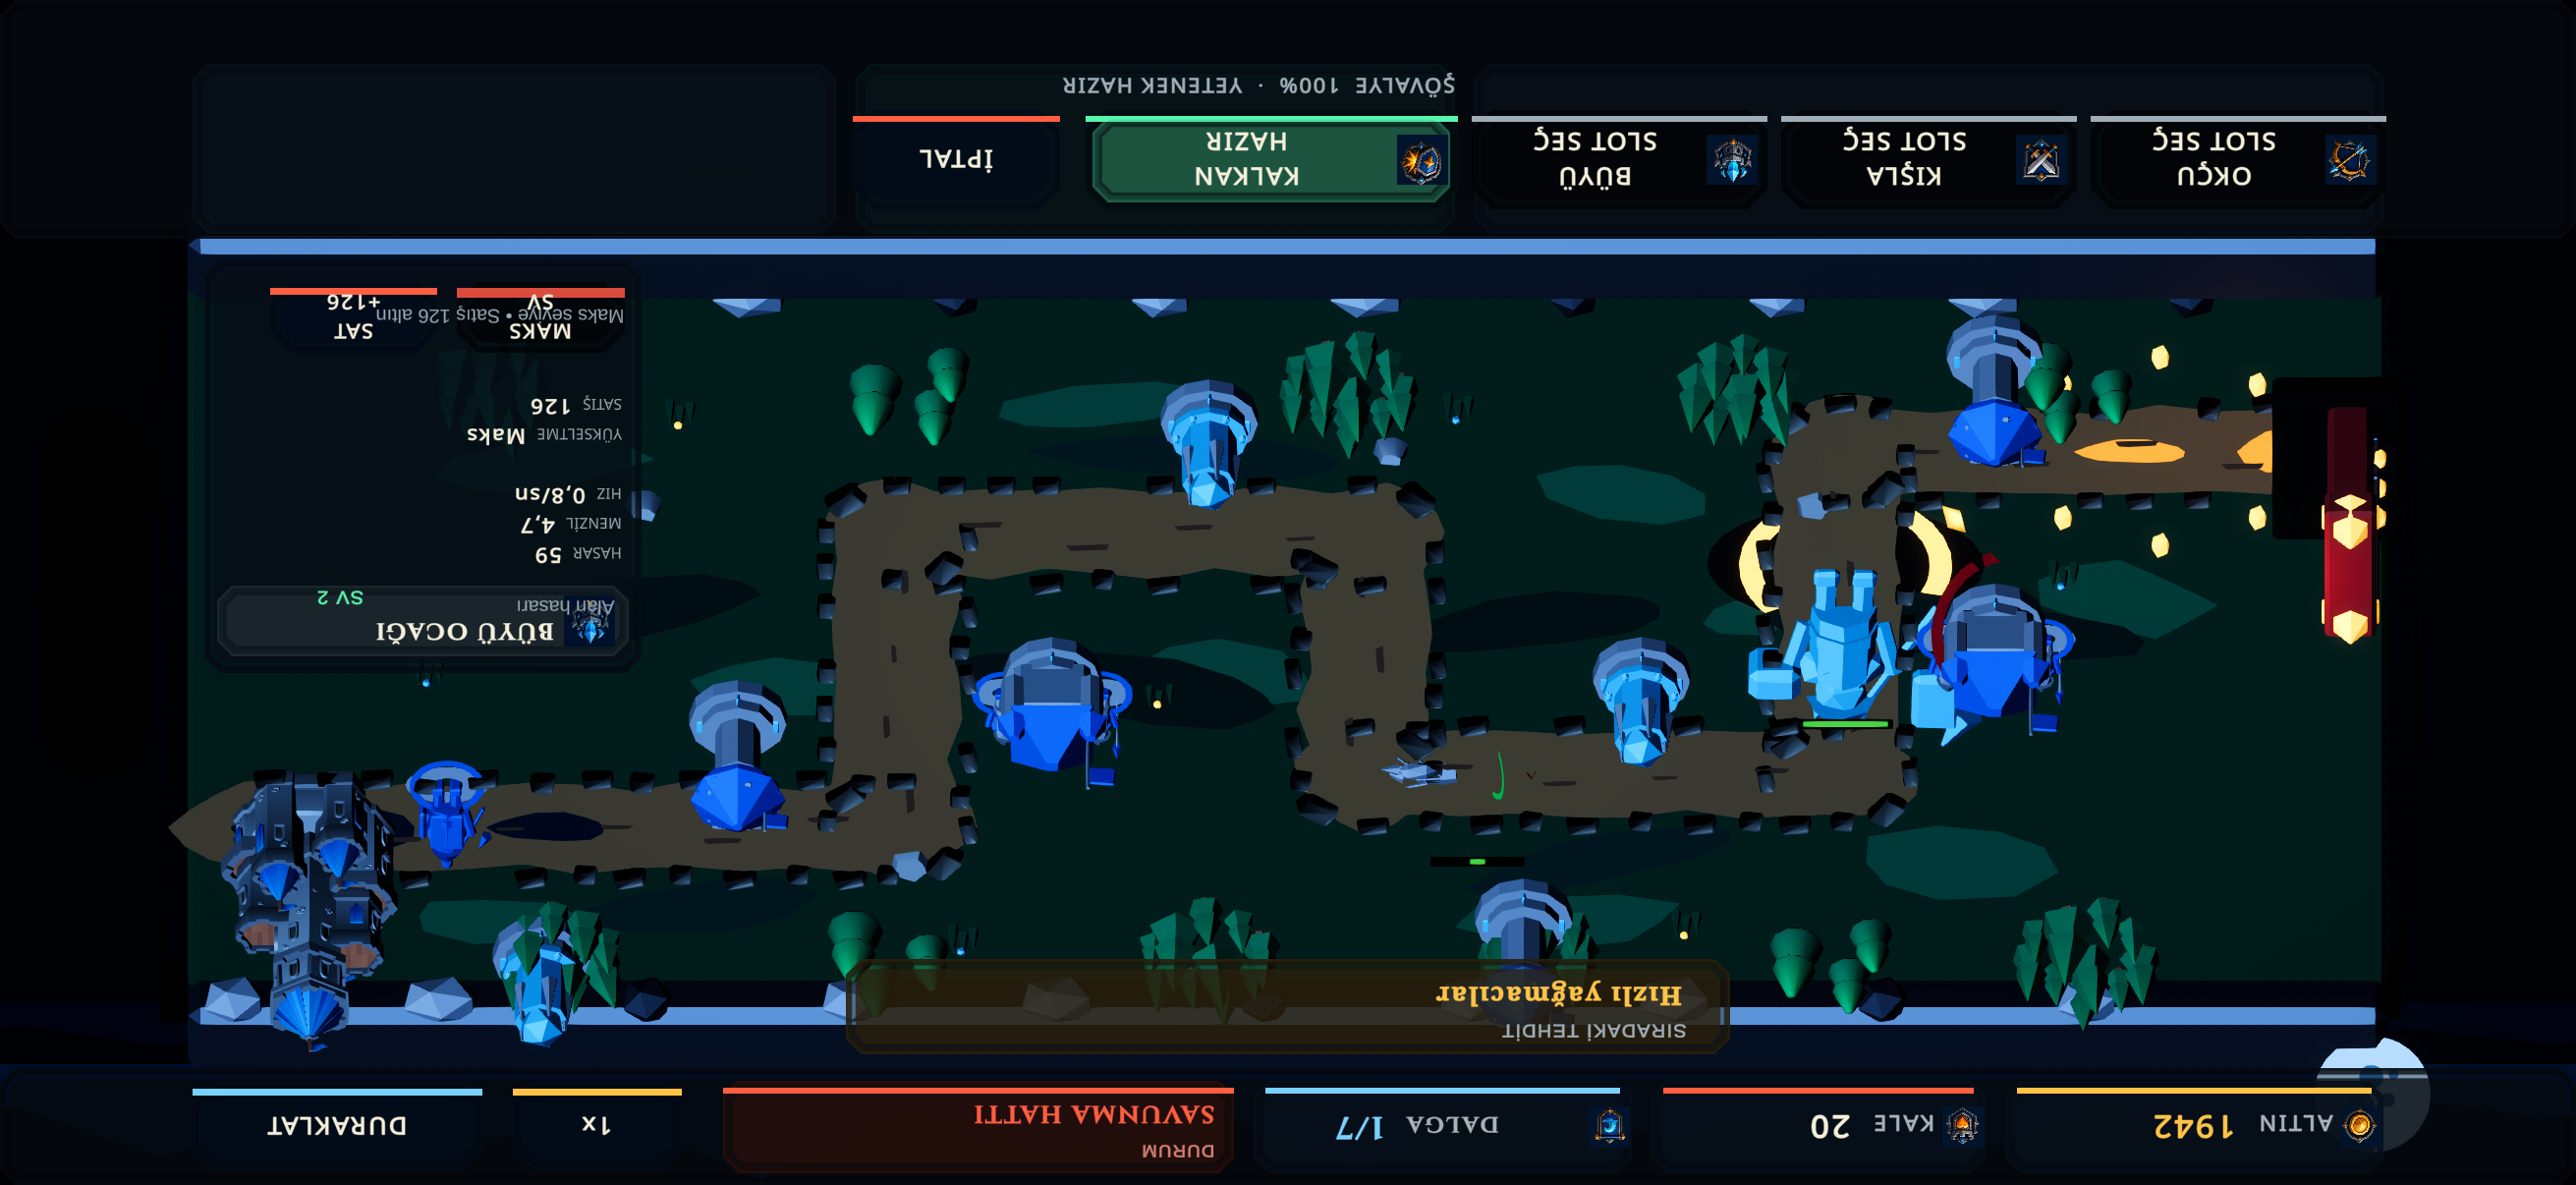 ALTIN 1942
KALE 20
DALGA 1/7
DURUM
SAVUNMA HATTI
1x
DURAKLAT
SIRADAKİ TEHDİT
Hızlı yağmacılar
BÜYÜ OCAĞI
Alan hasarı
SV 2
HASAR 59
MENZİL 4,7
HIZ 0,8/sn
YÜKSELTME Maks
SATIŞ 126
Maks seviye • Satış 126 altın
MAKS
SV
SAT
+126
OKÇU
SLOT SEÇ
KIŞLA
SLOT SEÇ
BÜYÜ
SLOT SEÇ
KALKAN
HAZIR
İPTAL
ŞÖVALYE 100% · YETENEK HAZIR